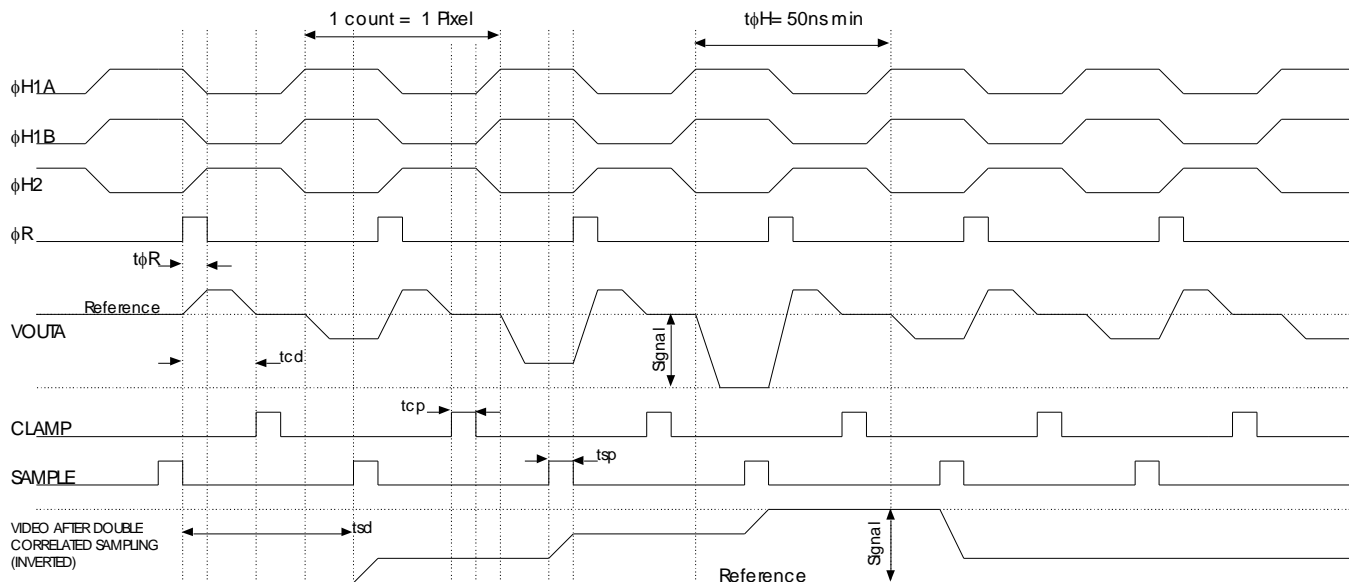 1 count = 1 Pixel
tϕH= 50ns min
ϕH1A
ϕH1B
ϕH2
ϕR
tϕR
Reference
VOUTA
Signal
tcd
tcp
CLAMP
tsp
SAMPLE
tsd
VIDEO AFTER DOUBLE
CORRELATED SAMPLING
(INVERTED)
Signal
Reference